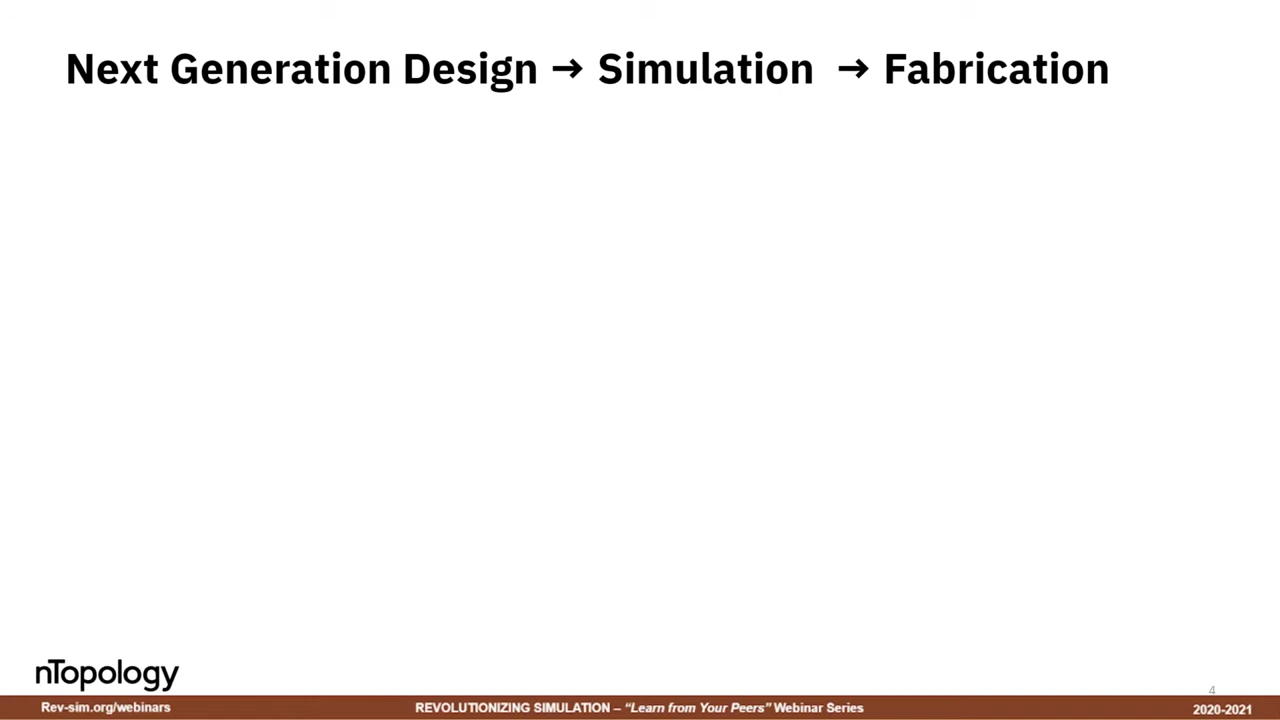 Next Generation Design → Simulation → Fabrication
nTopology
4
Rev-sim.org/webinars
REVOLUTIONIZING SIMULATION – "Learn from Your Peers" Webinar Series
2020-2021